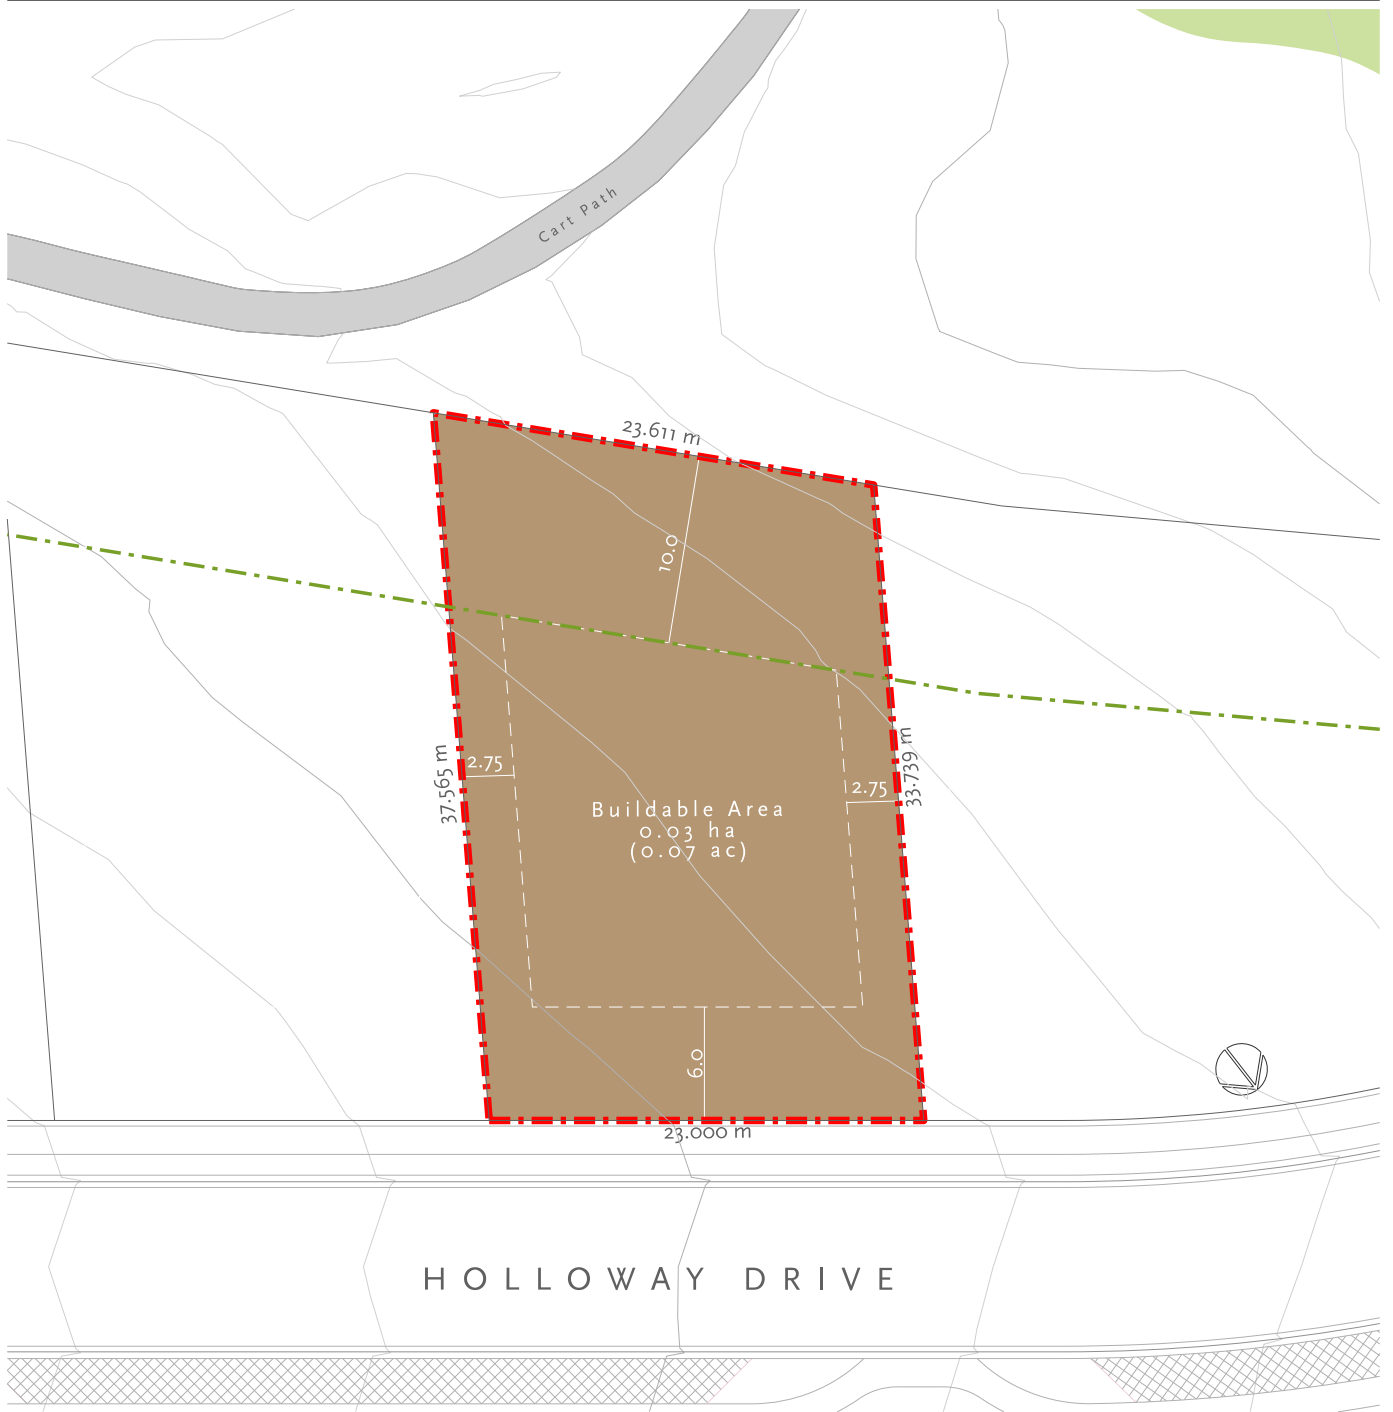 Cart Path
23.611 m
10.0
37.565 m
2.75
2.75
33.739 m
Buildable Area
0.03 ha
(0.07 ac)
6.0
23.000 m
HOLLOWAY DRIVE